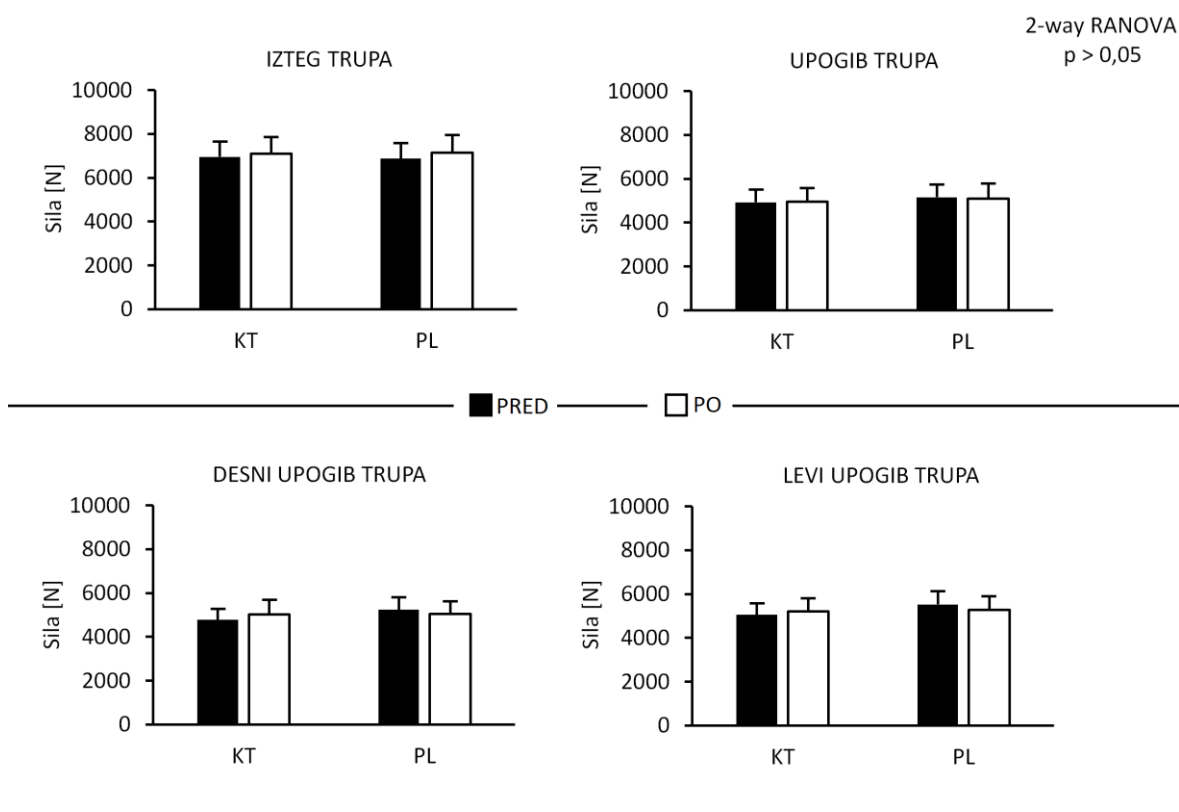 2-way RANOVA
p > 0,05
IZTEG TRUPA
10000
8000
6000
4000
2000
0
Sila [N]
KT PL
UPOGIB TRUPA
10000
8000
6000
4000
2000
0
Sila [N]
KT PL
PRED PO
DESNI UPOGIB TRUPA
10000
8000
6000
4000
2000
0
Sila [N]
KT PL
LEVI UPOGIB TRUPA
10000
8000
6000
4000
2000
0
Sila [N]
KT PL